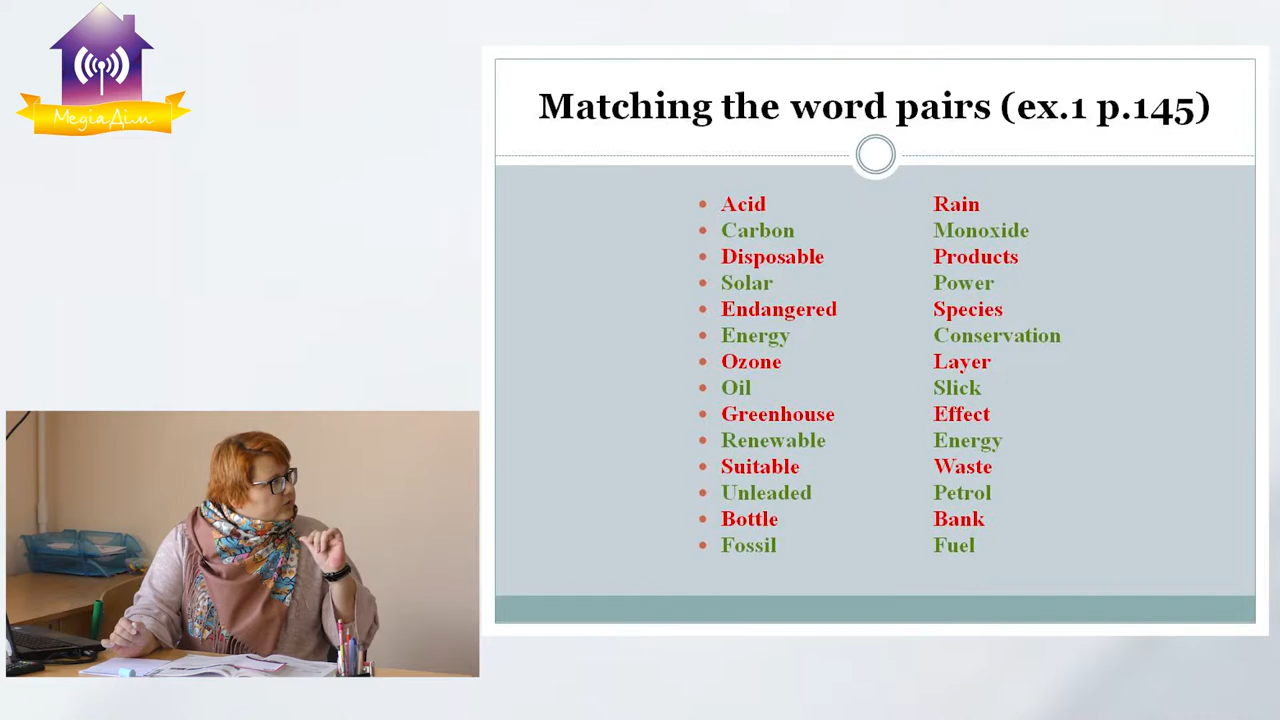 МедіаДім
Matching the word pairs (ex.1 p.145)
Acid Rain
Carbon Monoxide
Disposable Products
Solar Power
Endangered Species
Energy Conservation
Ozone Layer
Oil Slick
Greenhouse Effect
Renewable Energy
Suitable Waste
Unleaded Petrol
Bottle Bank
Fossil Fuel